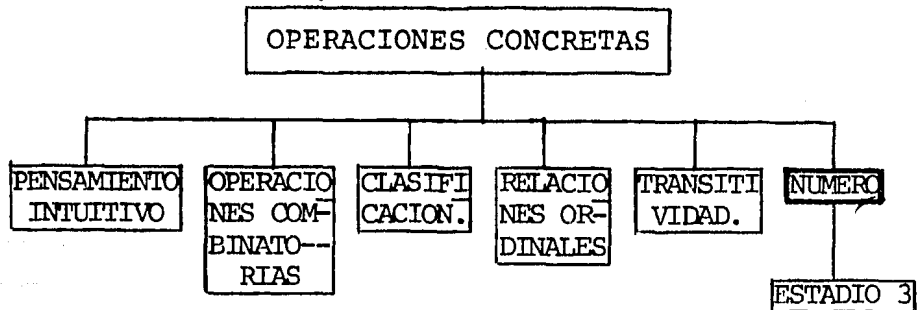 OPERACIONES CONCRETAS
PENSAMIENTO
INTUITIVO
OPERACIO
NES COM-
BINATO--
RIAS
CLASIFI
CACION.
RELACIO
NES OR-
DINALES
TRANSITI
VIDAD.
NUMERO
ESTADIO 3